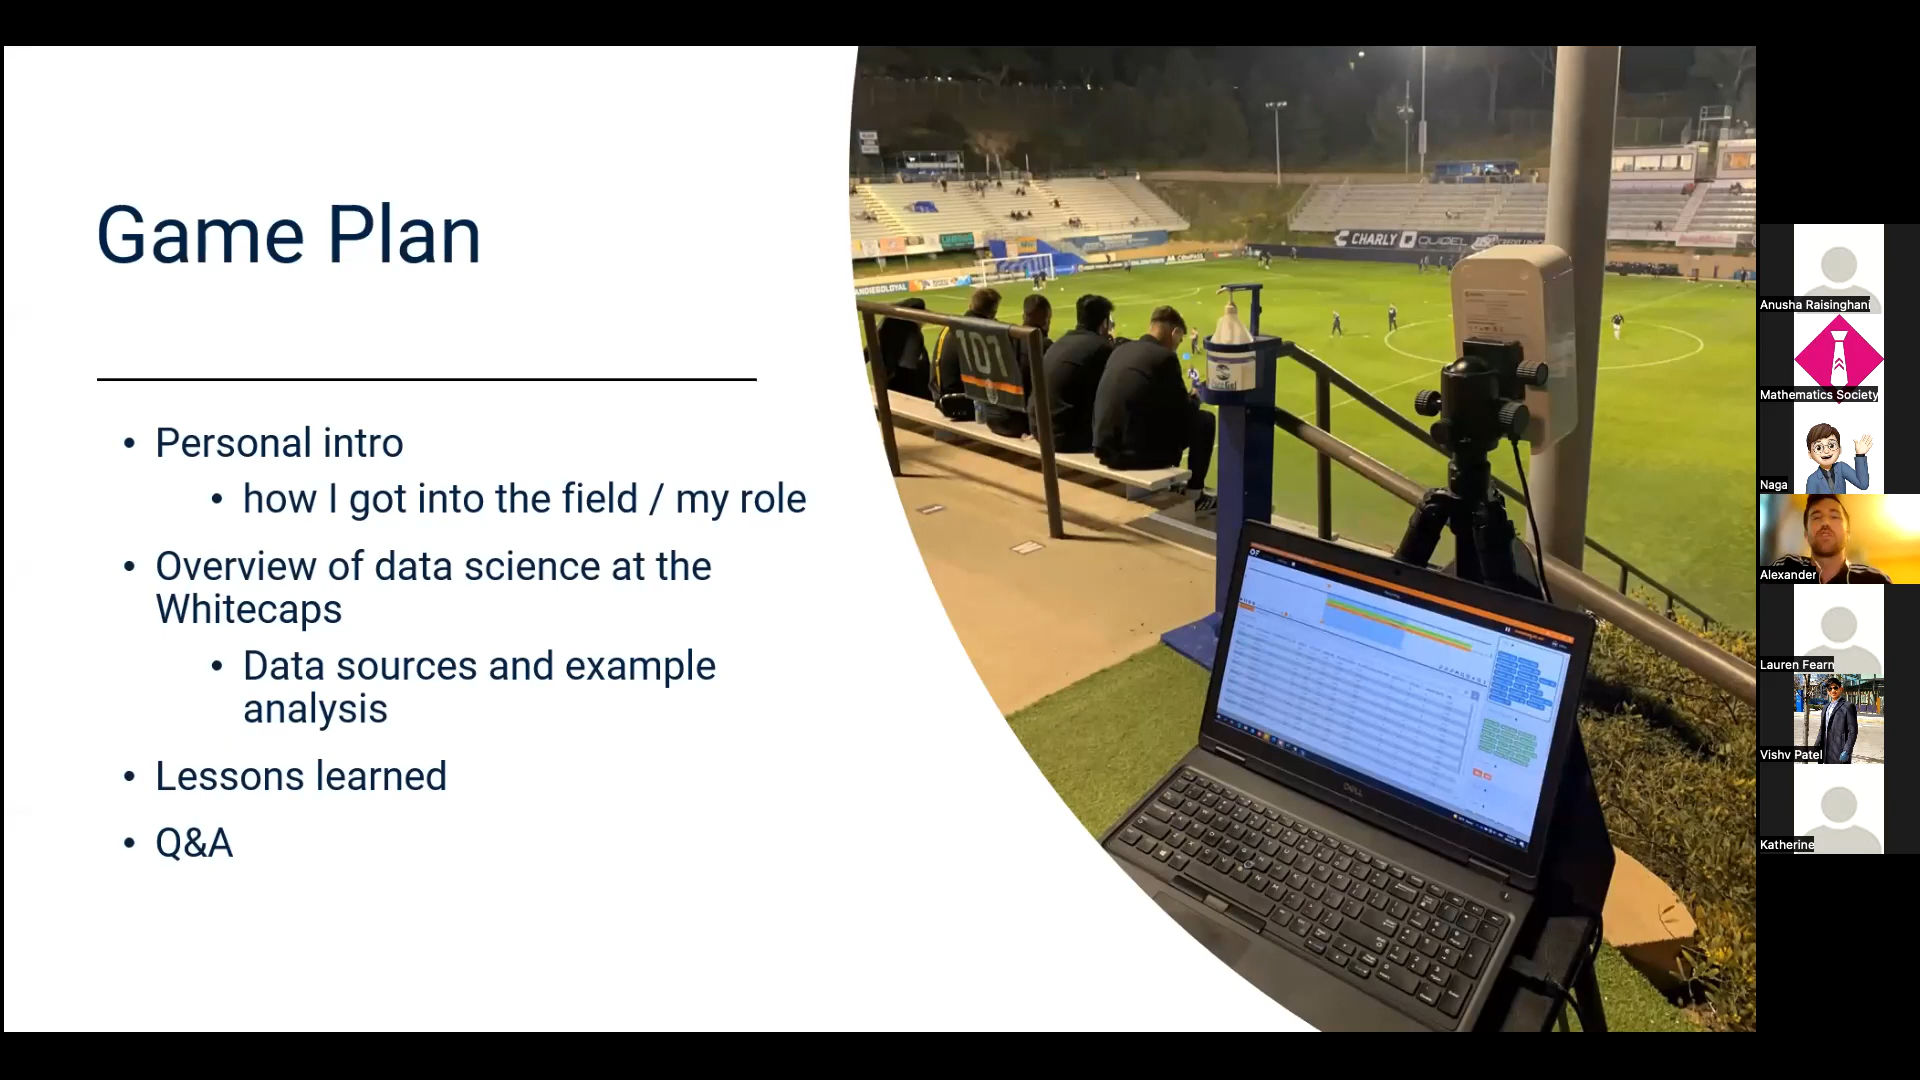 Game Plan
• Personal intro
• how I got into the field / my role
• Overview of data science at the
Whitecaps
• Data sources and example
analysis
• Lessons learned
• Q&A
CHARLY
QUIDEL
101
DELL
Anusha Raisinghani
Mathematics Society
Naga
Alexander
Lauren Fearn
Vishv Patel
Katherine